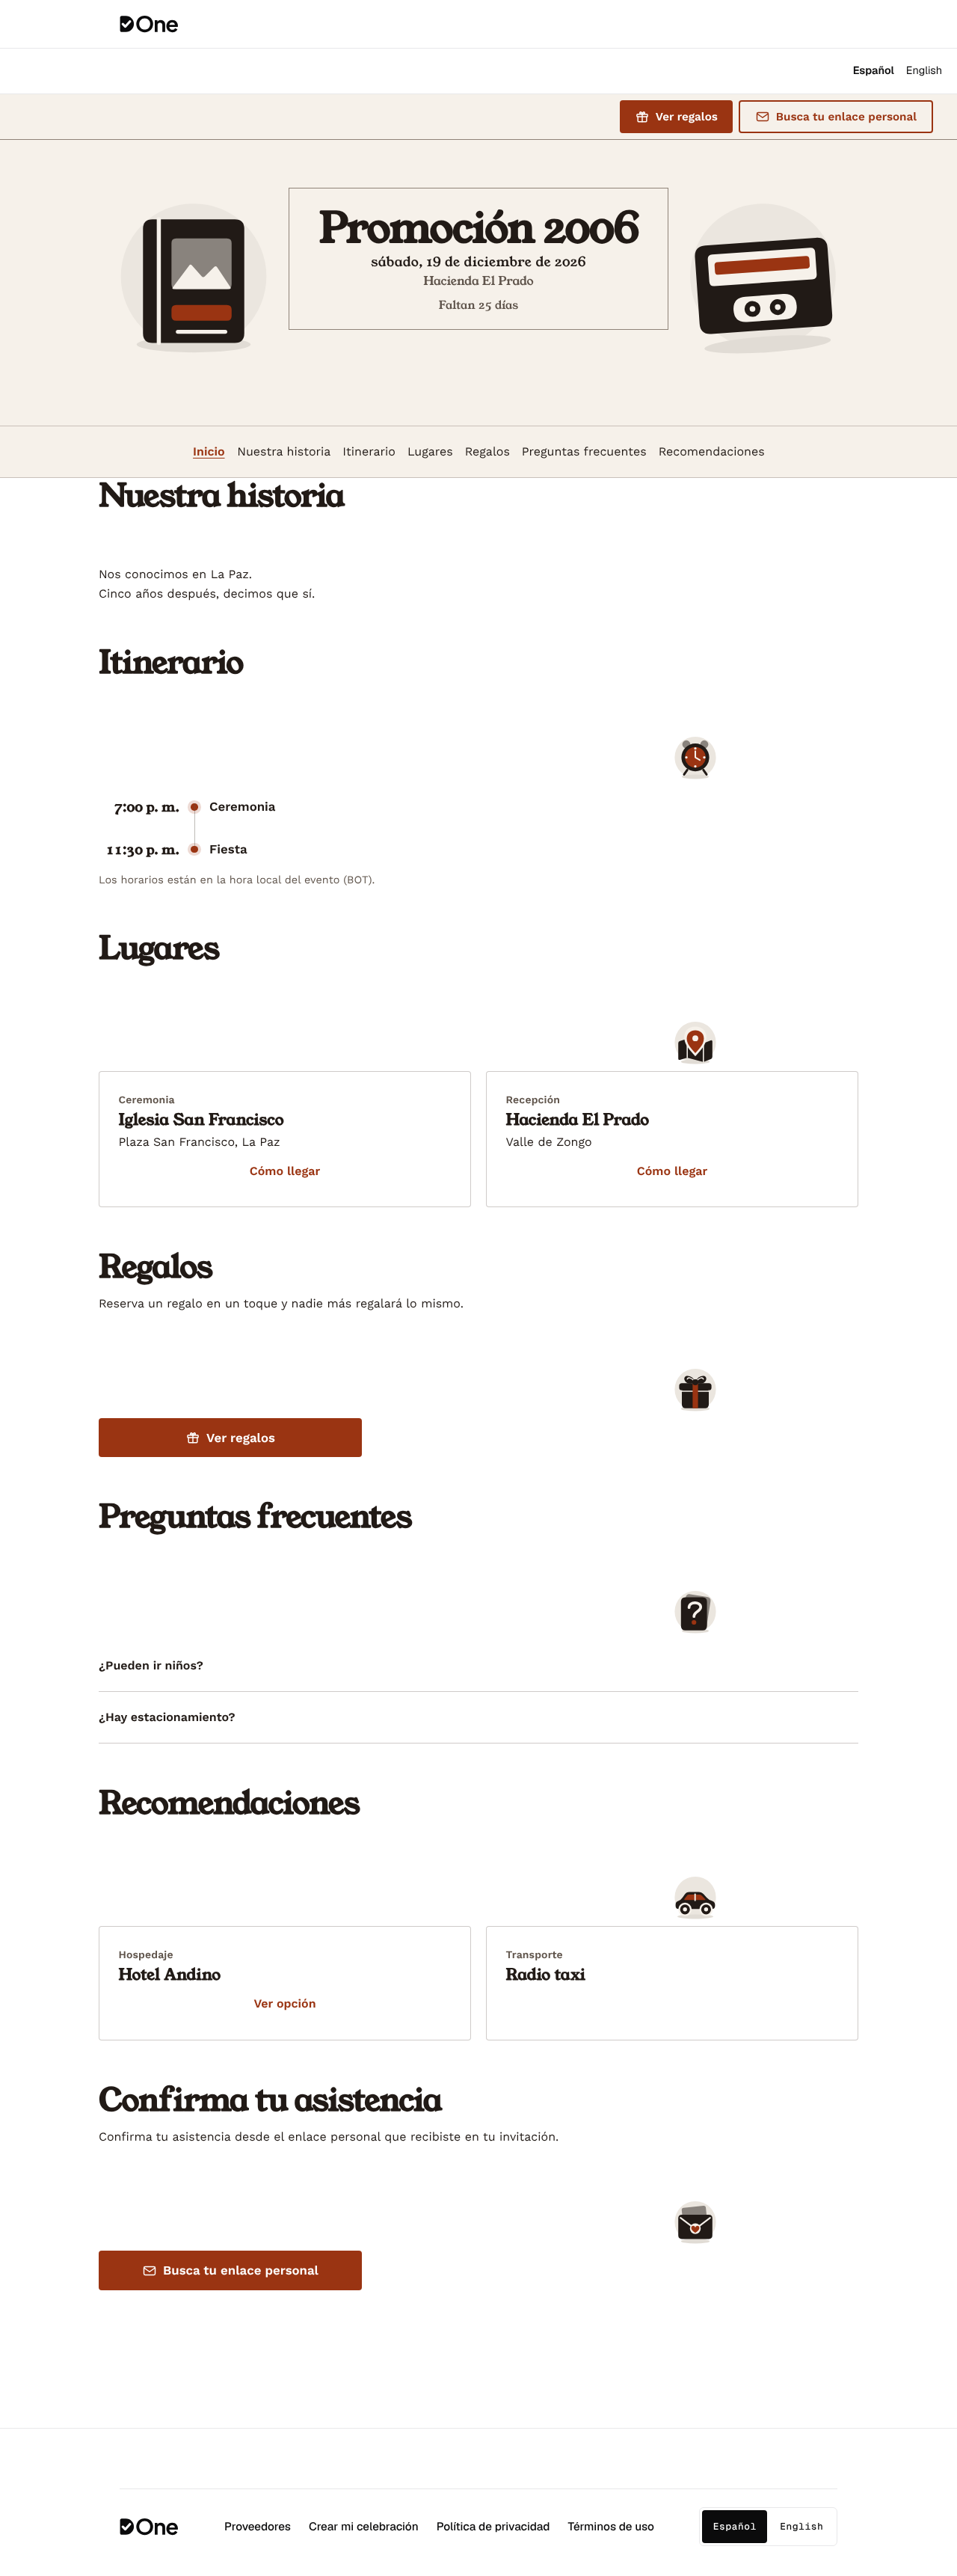 One
Español English
Ver regalos Busca tu enlace personal
Promoción 2006
sábado, 19 de diciembre de 2026
Hacienda El Prado
Faltan 25 días
Inicio Nuestra historia Itinerario Lugares Regalos Preguntas frecuentes Recomendaciones
Nuestra historia
Nos conocimos en La Paz.
Cinco años después, decimos que sí.
Itinerario
7:00 p. m. Ceremonia
11:30 p. m. Fiesta
Los horarios están en la hora local del evento (BOT).
Lugares
Ceremonia
Iglesia San Francisco
Plaza San Francisco, La Paz
Cómo llegar
Recepción
Hacienda El Prado
Valle de Zongo
Cómo llegar
Regalos
Reserva un regalo en un toque y nadie más regalará lo mismo.
Ver regalos
Preguntas frecuentes
?
¿Pueden ir niños?
¿Hay estacionamiento?
Recomendaciones
Hospedaje
Hotel Andino
Ver opción
Transporte
Radio taxi
Confirma tu asistencia
Confirma tu asistencia desde el enlace personal que recibiste en tu invitación.
Busca tu enlace personal
One
Proveedores Crear mi celebración Política de privacidad Términos de uso
Español English